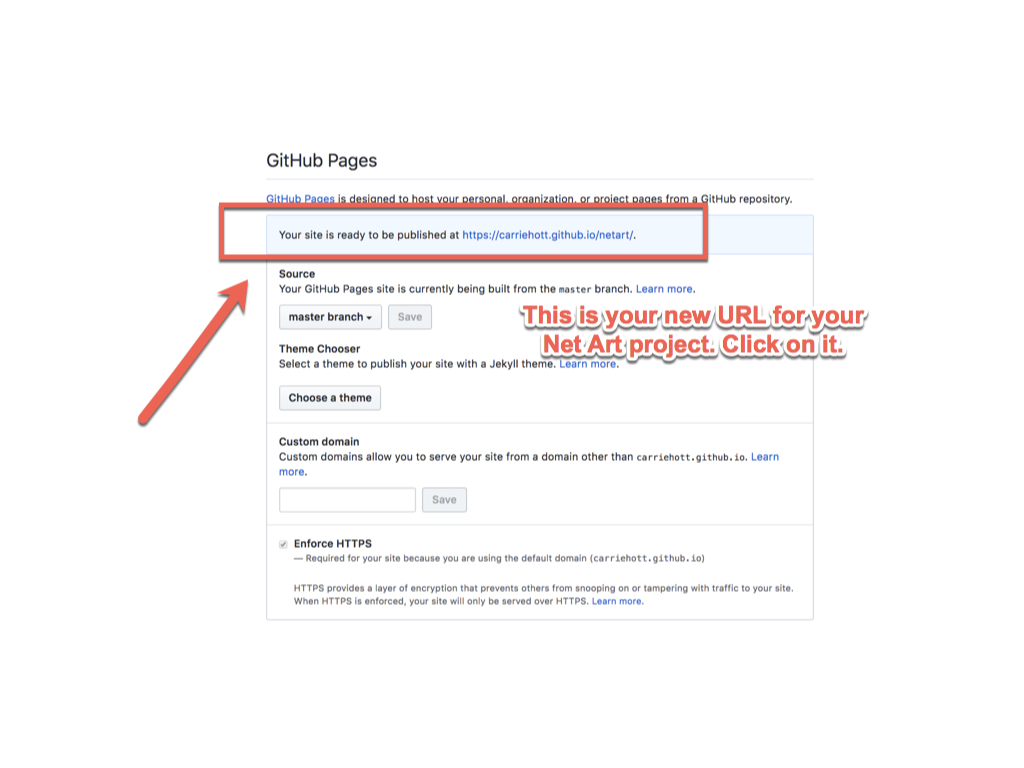 GitHub Pages
GitHub Pages is designed to host your personal, organization, or project pages from a GitHub repository.
Your site is ready to be published at https://carriehott.github.io/netart/.
Source
Your GitHub Pages site is currently being built from the master branch. Learn more.
master branch Save
This is your new URL for your
Net Art project. Click on it.
Theme Chooser
Select a theme to publish your site with a Jekyll theme. Learn more.
Choose a theme
Custom domain
Custom domains allow you to serve your site from a domain other than carriehott.github.io. Learn
more.
Save
Enforce HTTPS
— Required for your site because you are using the default domain (carriehott.github.io)
HTTPS provides a layer of encryption that prevents others from snooping on or tampering with traffic to your site.
When HTTPS is enforced, your site will only be served over HTTPS. Learn more.